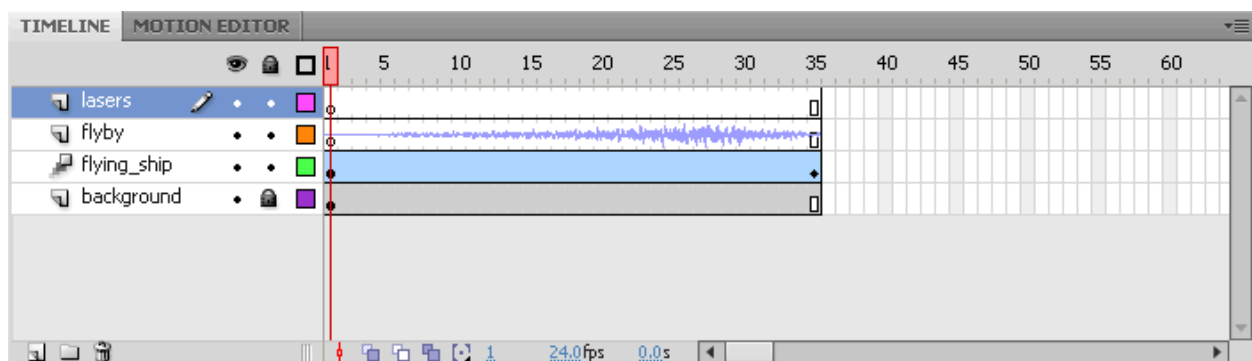 TIMELINE MOTION EDITOR
1 5 10 15 20 25 30 35 40 45 50 55 60
lasers
flyby
flying_ship
background
1 24.0fps 0.0s